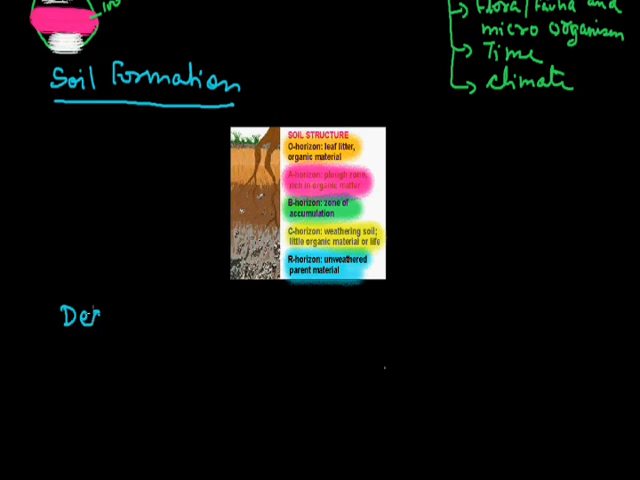 Flora/Fauna and
micro organism
Time
climate
Soil Formation
SOIL STRUCTURE
O-horizon: leaf litter,
organic material
A-horizon: plough zone,
rich in organic matter
B-horizon: zone of
accumulation
C-horizon: weathering soil;
little organic material or life
R-horizon: unweathered
parent material